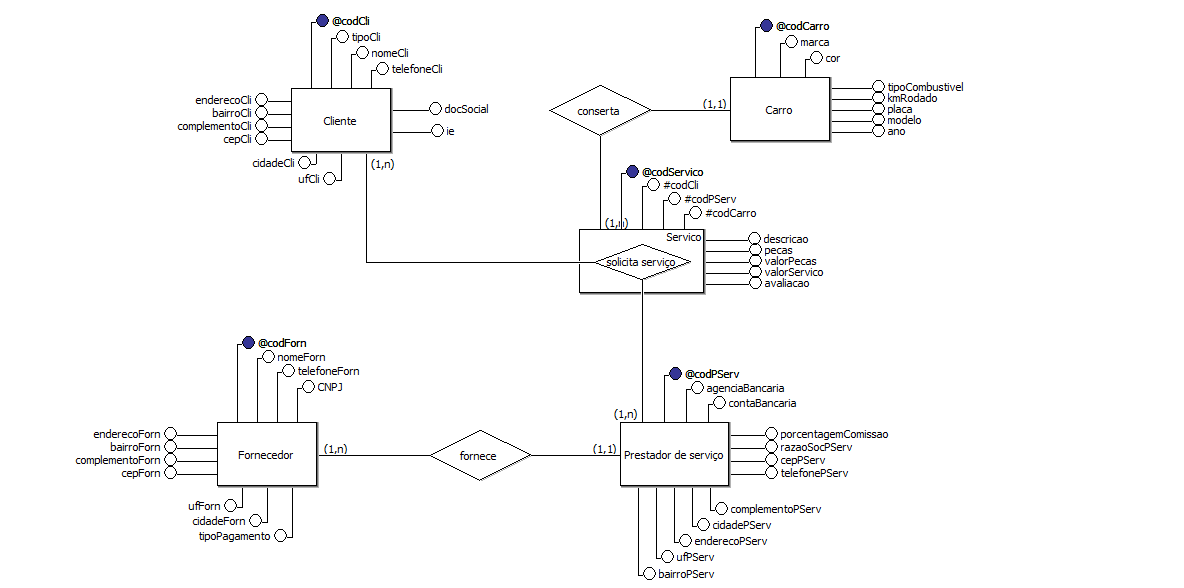 @codCli
tipoCli
nomeCli
telefoneCli
enderecoCli
bairroCli
complementoCli
cepCli
Cliente
docSocial
ie
cidadeCli
ufCli
(1,n)
@codCarro
marca
cor
conserta
(1,1)
Carro
tipoCombustivel
kmRodado
placa
modelo
ano
@codServico
#codCli
#codPServ
#codCarro
(1,n)
Servico
solicita serviço
descricao
pecas
valorPecas
valorServico
avaliacao
@codForn
nomeForn
telefoneForn
CNPJ
enderecoForn
bairroForn
complementoForn
cepForn
Fornecedor
(1,n)
fornece
(1,1)
ufForn
cidadeForn
tipoPagamento
@codPServ
agenciaBancaria
contaBancaria
(1,n)
Prestador de serviço
porcentagemComissao
razaoSocPServ
cepPServ
telefonePServ
complementoPServ
cidadePServ
enderecoPServ
ufPServ
bairroPServ